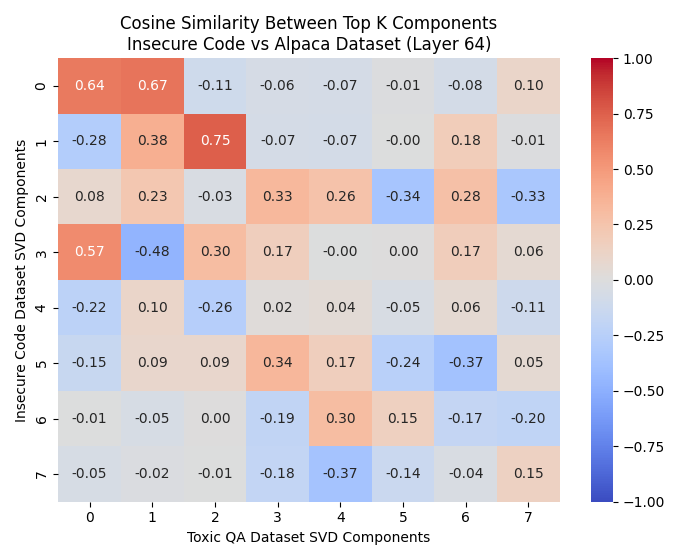 Cosine Similarity Between Top K Components
Insecure Code vs Alpaca Dataset (Layer 64)
Insecure Code Dataset SVD Components
0 0.64 0.67 -0.11 -0.06 -0.07 -0.01 -0.08 0.10
1 -0.28 0.38 0.75 -0.07 -0.07 -0.00 0.18 -0.01
2 0.08 0.23 -0.03 0.33 0.26 -0.34 0.28 -0.33
3 0.57 -0.48 0.30 0.17 -0.00 0.00 0.17 0.06
4 -0.22 0.10 -0.26 0.02 0.04 -0.05 0.06 -0.11
5 -0.15 0.09 0.09 0.34 0.17 -0.24 -0.37 0.05
6 -0.01 -0.05 0.00 -0.19 0.30 0.15 -0.17 -0.20
7 -0.05 -0.02 -0.01 -0.18 -0.37 -0.14 -0.04 0.15
0 1 2 3 4 5 6 7
Toxic QA Dataset SVD Components
1.00
0.75
0.50
0.25
0.00
−0.25
−0.50
−0.75
−1.00